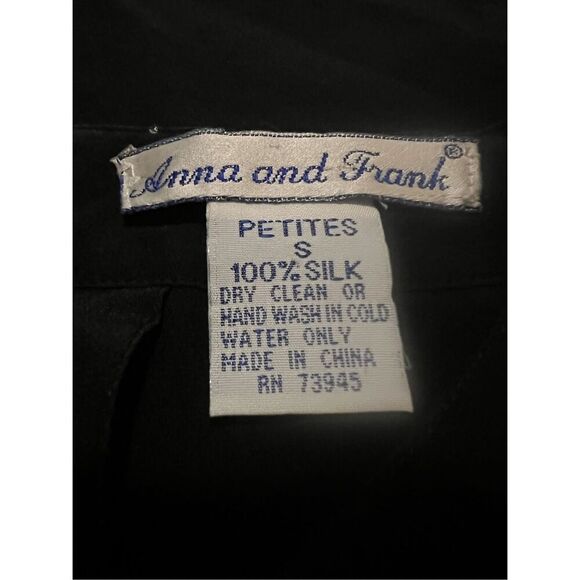 Anna and Frank®
PETITES
S
100% SILK
DRY CLEAN OR
HAND WASH IN COLD
WATER ONLY
MADE IN CHINA
RN 73945